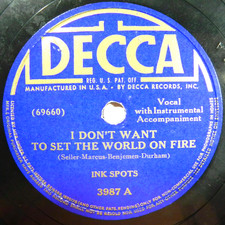 DECCA
REG. U.S. PAT. OFF.
MANUFACTURED IN U.S.A. - BY DECCA RECORDS, INC.
(69660)
Vocal
with Instrumental
Accompaniment
I DON'T WANT
TO SET THE WORLD ON FIRE
(Seiler-Marcus-Benjemen-Durham)
INK SPOTS
3987 A